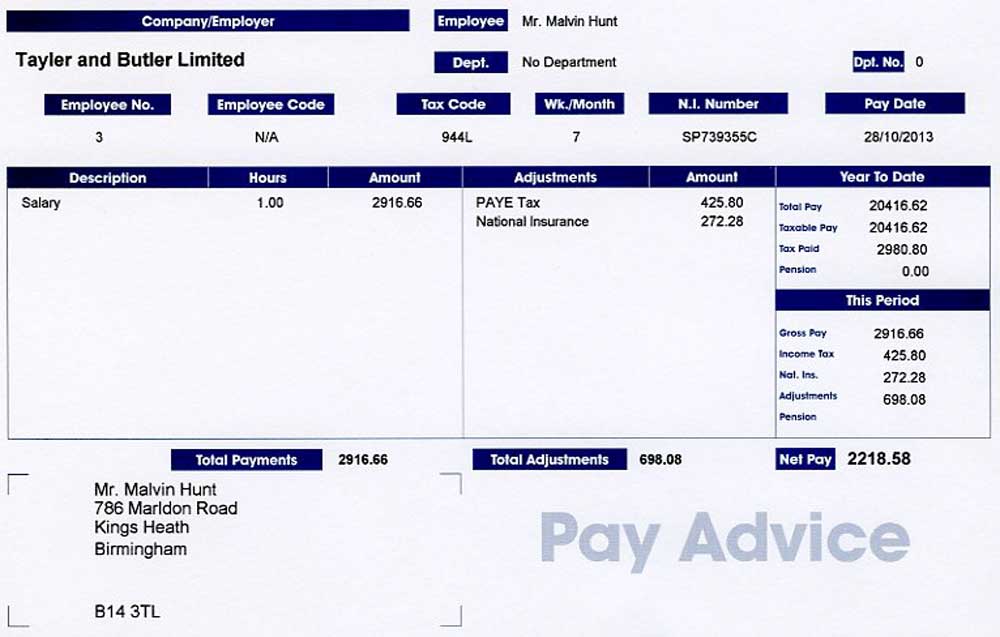 Company/Employer Employee Mr. Malvin Hunt
Tayler and Butler Limited Dept. No Department Dpt. No. 0
Employee No. Employee Code Tax Code Wk./Month N.I. Number Pay Date
3 N/A 944L 7 SP739355C 28/10/2013
Description Hours Amount Adjustments Amount Year To Date
Salary 1.00 2916.66 PAYE Tax 425.80 Total Pay 20416.62
National Insurance 272.28 Taxable Pay 20416.62
Tax Paid 2980.80
Pension 0.00
This Period
Gross Pay 2916.66
Income Tax 425.80
Nat. Ins. 272.28
Adjustments 698.08
Pension
Total Payments 2916.66 Total Adjustments 698.08 Net Pay 2218.58
Mr. Malvin Hunt
786 Marldon Road
Kings Heath
Birmingham
Pay Advice
B14 3TL